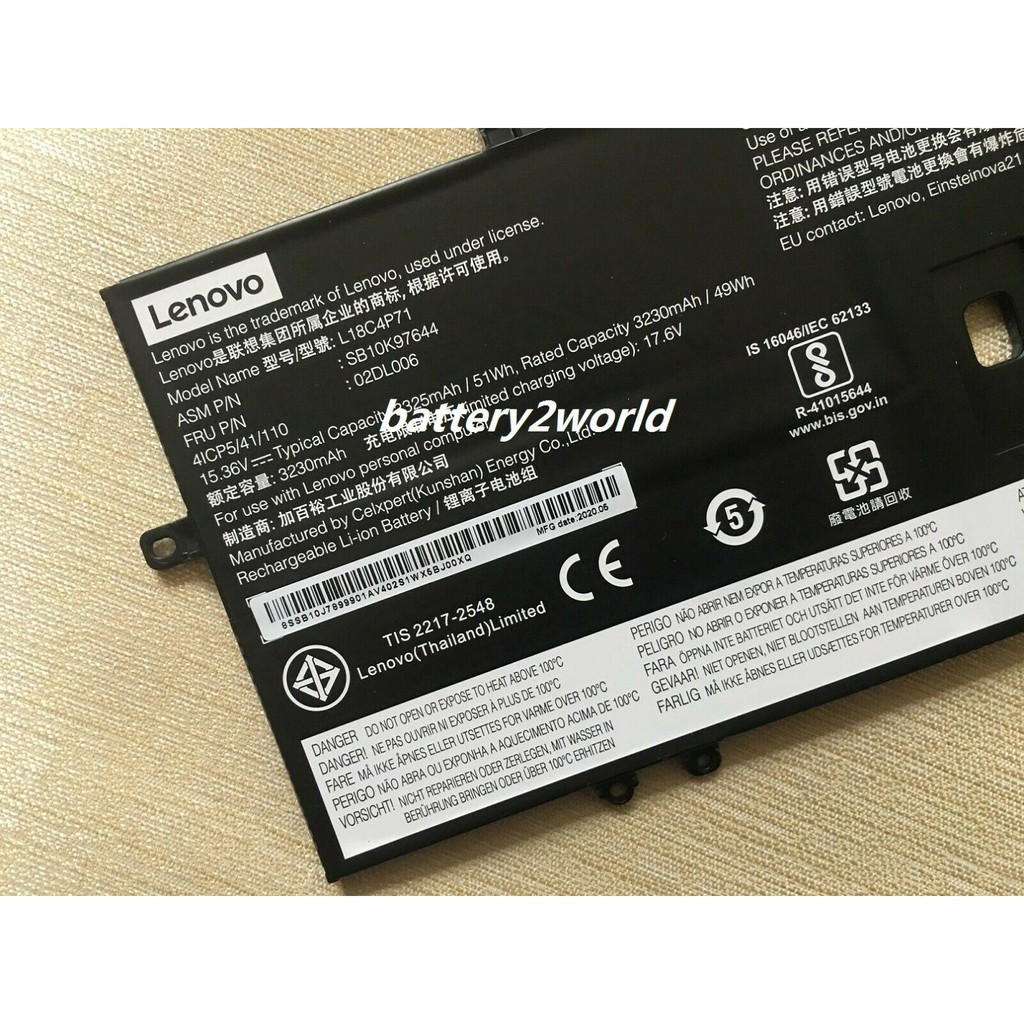 Lenovo
Lenovo is the trademark of Lenovo, used under license.
Lenovo是联想集团所属企业的商标, 根据许可使用。
Model Name 型号/型號: L18C4P71
ASM P/N : SB10K97644
FRU P/N : 02DL006
4ICP5/41/110
15.36V Typical Capacity 3325mAh / 51Wh, Rated Capacity 3230mAh / 49Wh
额定容量: 3230mAh 充电限 limited charging voltage): 17.6V
For use with Lenovo personal
制造商: 加百裕工业股份有限公司
Manufactured by Celxpert(Kunshan) Energy Co.,Ltd.
Rechargeable Li-ion Battery / 锂离子电池组
battery2world
8SSB10J7899901AV402S1WX6BJ00XQ
MFG date:2020.05
TIS 2217-2548
Lenovo(Thailand)Limited
CE
5
Use of a
PLEASE REFER
ORDINANCES AND/OR
注意: 用错误型号电池更换会有爆炸
注意: 用錯誤型號電池更換會有爆炸危
EU contact: Lenovo, Einsteinova21
IS 16046/IEC 62133
R-41015644
www.bis.gov.in
廢電池請回收
DANGER DO NOT OPEN OR EXPOSE TO HEAT ABOVE 100°C
DANGER! NE PAS OUVRIR NI EXPOSER À PLUS DE 100°C
FARE MÅ IKKE ÅPNES ELLER UTSETTES FOR VARME OVER 100°C
PERIGO NÃO ABRA OU EXPONHA A AQUECIMENTO ACIMA DE 100°C
VORSICHT! NICHT REPARIEREN ODER ZERLEGEN, MIT WASSER IN
BERÜHRUNG BRINGEN ODER ÜBER 100°C ERHITZEN
PERIGO NÃO ABRIR NEM EXPOR A TEMPERATURAS SUPERIORES A 100°C
PELIGRO NO ABRIR O EXPONER A TEMPERATURAS SUPERIORES A 100°C
FARA ÖPPNA INTE BATTERIET OCH UTSÄTT DET INTE FÖR VÄRME ÖVER 100°C
GEVAAR! NIET OPENEN, NIET BLOOTSTELLEN AAN TEMPERATUREN BOVEN 100°C
FARLIG MÅ IKKE ÅBNES ELLER UDSÆTTES FOR TEMPERATURER OVER 100°C